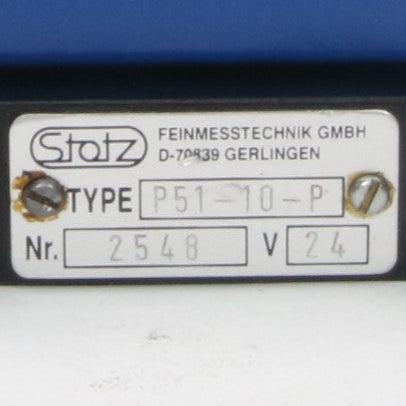 Stotz FEINMESSTECHNIK GMBH
D-70839 GERLINGEN
TYPE P51-10-P
Nr. 2548 V 24